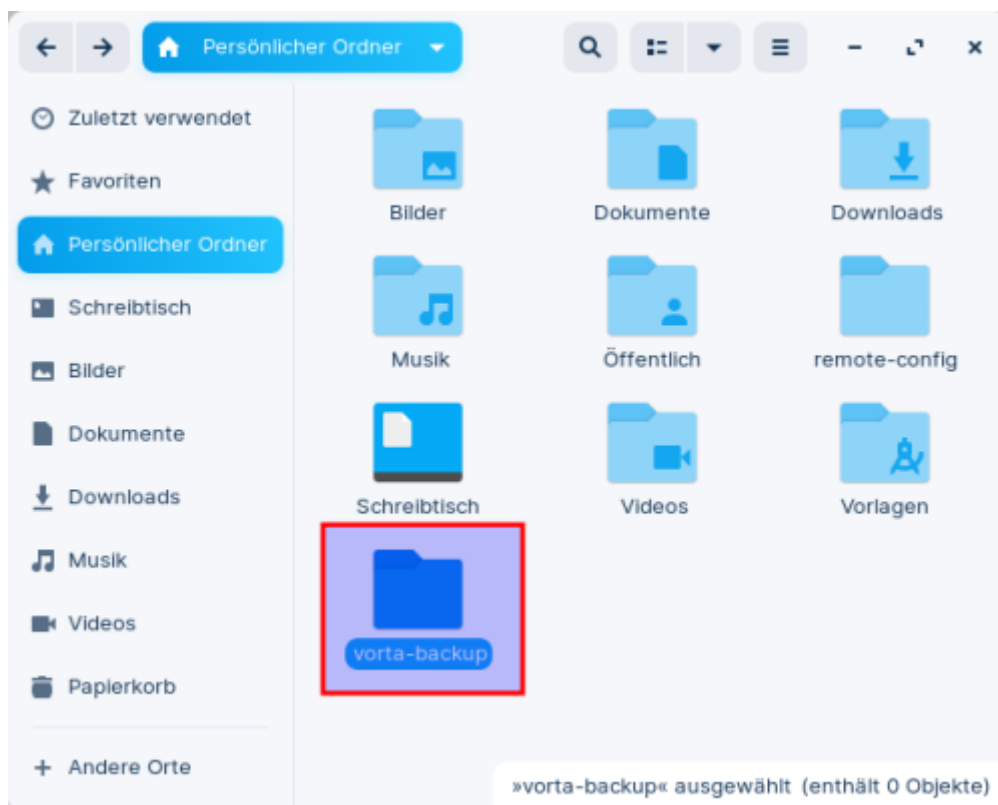 Persönlicher Ordner
Zuletzt verwendet
Favoriten
Persönlicher Ordner
Schreibtisch
Bilder
Dokumente
Downloads
Musik
Videos
Papierkorb
Andere Orte
Bilder Dokumente Downloads
Musik Öffentlich remote-config
Schreibtisch Videos Vorlagen
vorta-backup
»vorta-backup« ausgewählt (enthält 0 Objekte)